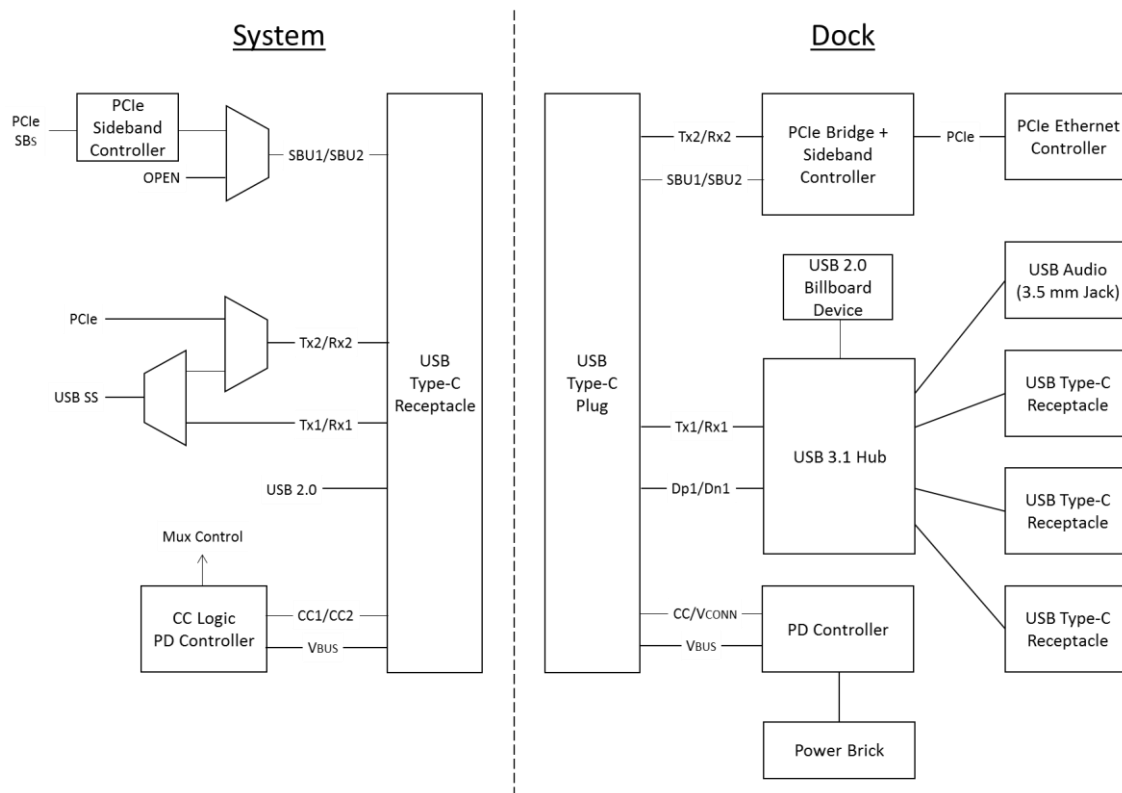 System
Dock
PCIe
SBs
PCIe
Sideband
Controller
OPEN
SBU1/SBU2
PCIe
USB SS
Tx2/Rx2
Tx1/Rx1
USB 2.0
Mux Control
CC Logic
PD Controller
CC1/CC2
VBUS
USB
Type-C
Receptacle
USB
Type-C
Plug
Tx2/Rx2
SBU1/SBU2
PCIe Bridge +
Sideband
Controller
PCIe
PCIe Ethernet
Controller
USB 2.0
Billboard
Device
Tx1/Rx1
Dp1/Dn1
USB 3.1 Hub
USB Audio
(3.5 mm Jack)
USB Type-C
Receptacle
USB Type-C
Receptacle
USB Type-C
Receptacle
CC/VCONN
VBUS
PD Controller
Power Brick